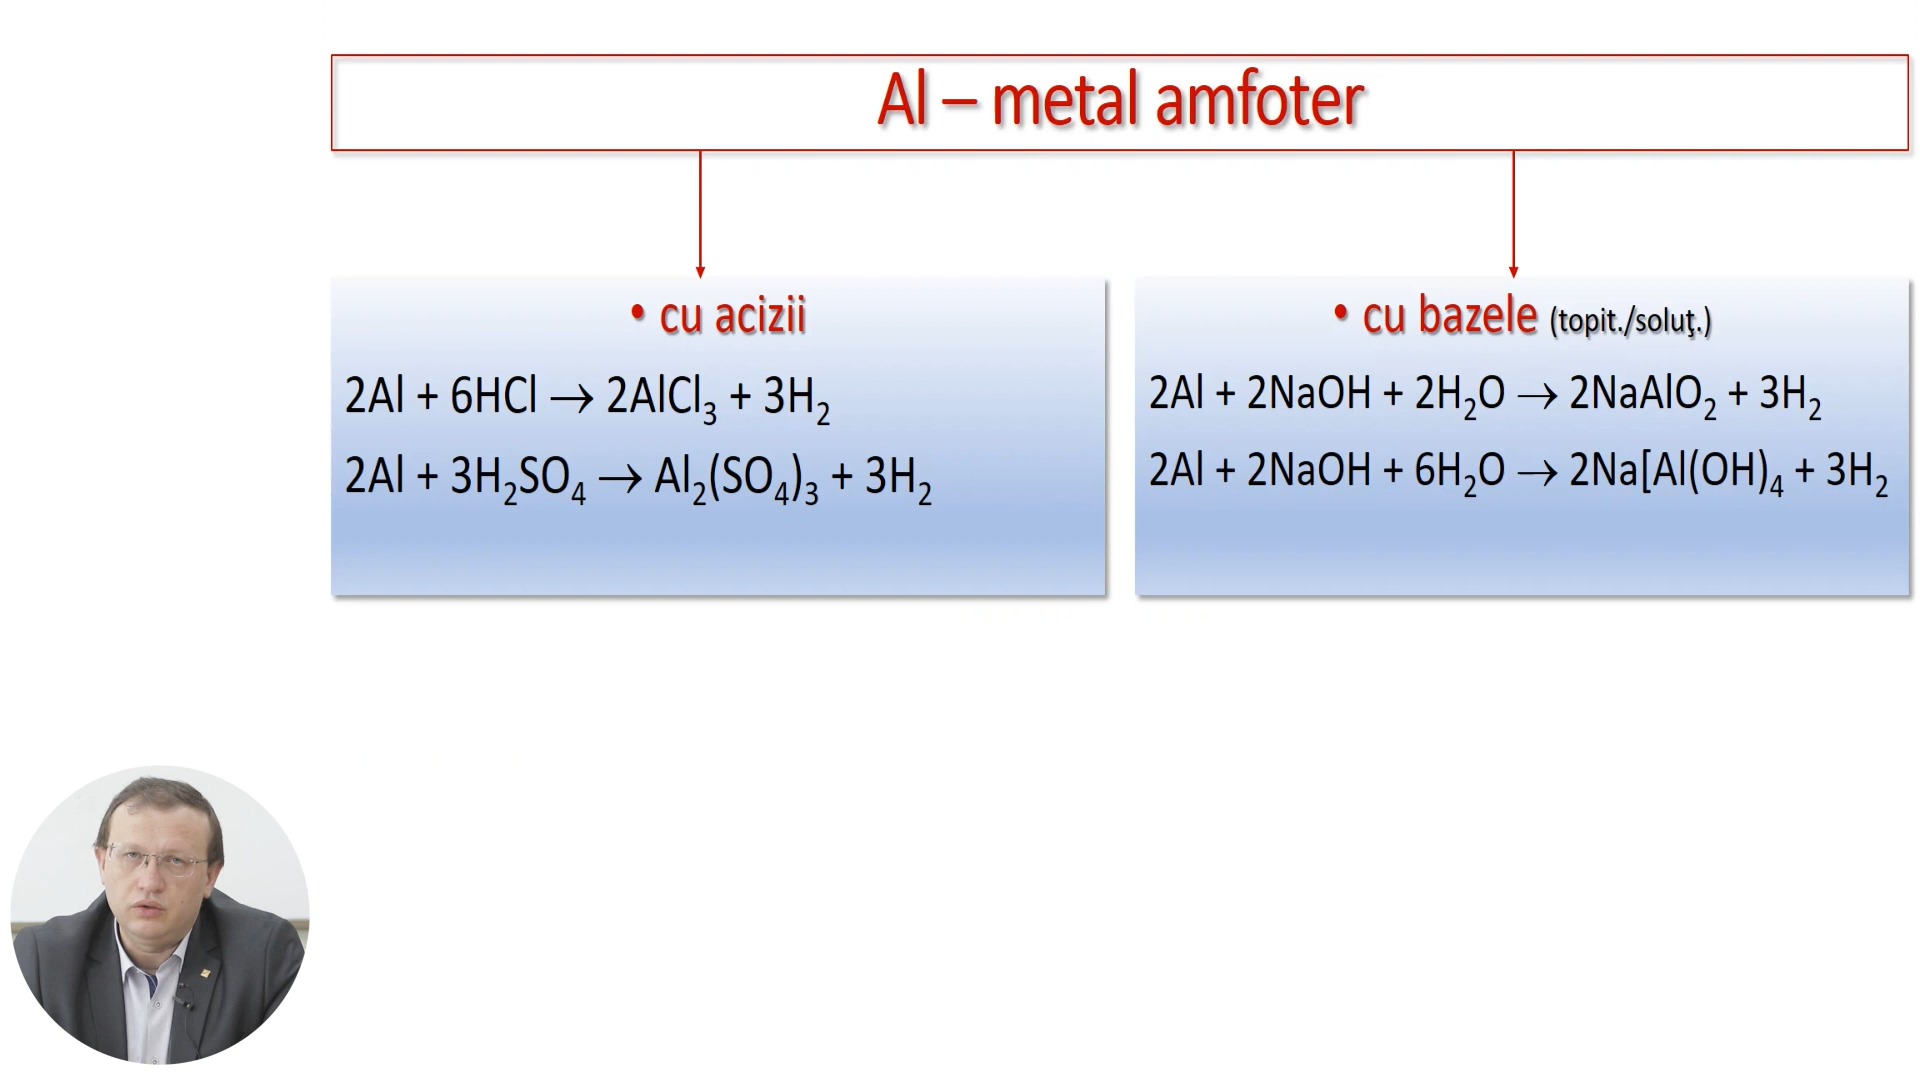 Al – metal amfoter
• cu acizii
2Al + 6HCl → 2AlCl₃ + 3H₂
2Al + 3H₂SO₄ → Al₂(SO₄)₃ + 3H₂
• cu bazele (topit./soluţ.)
2Al + 2NaOH + 2H₂O → 2NaAlO₂ + 3H₂
2Al + 2NaOH + 6H₂O → 2Na[Al(OH)₄ + 3H₂